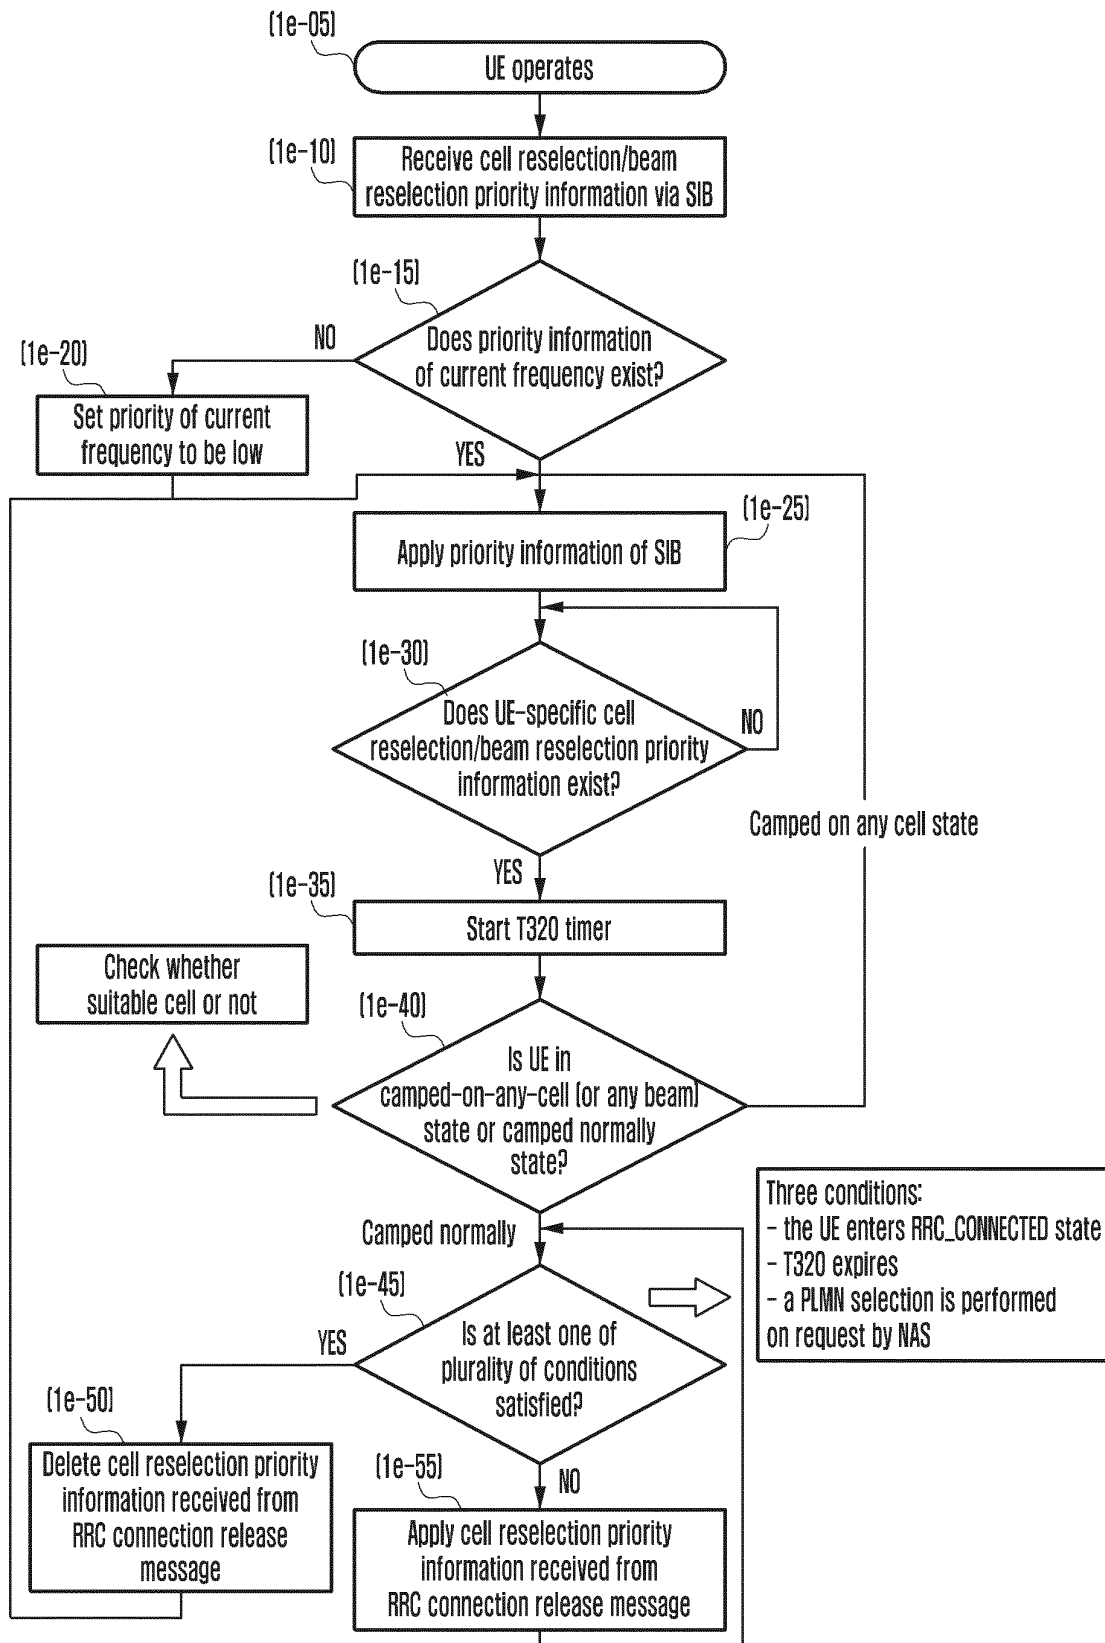 (1e-05)
UE operates
(1e-10)
Receive cell reselection/beam
reselection priority information via SIB
(1e-15)
Does priority information
of current frequency exist?
NO
(1e-20)
Set priority of current
frequency to be low
YES
(1e-25)
Apply priority information of SIB
(1e-30)
Does UE-specific cell
reselection/beam reselection priority
information exist?
NO
Camped on any cell state
YES
(1e-35)
Start T320 timer
Check whether
suitable cell or not
(1e-40)
Is UE in
camped-on-any-cell (or any beam)
state or camped normally
state?
Camped normally
Three conditions:
- the UE enters RRC_CONNECTED state
- T320 expires
- a PLMN selection is performed
on request by NAS
(1e-45)
YES
Is at least one of
plurality of conditions
satisfied?
(1e-50)
Delete cell reselection priority
information received from
RRC connection release
message
NO
(1e-55)
Apply cell reselection priority
information received from
RRC connection release message